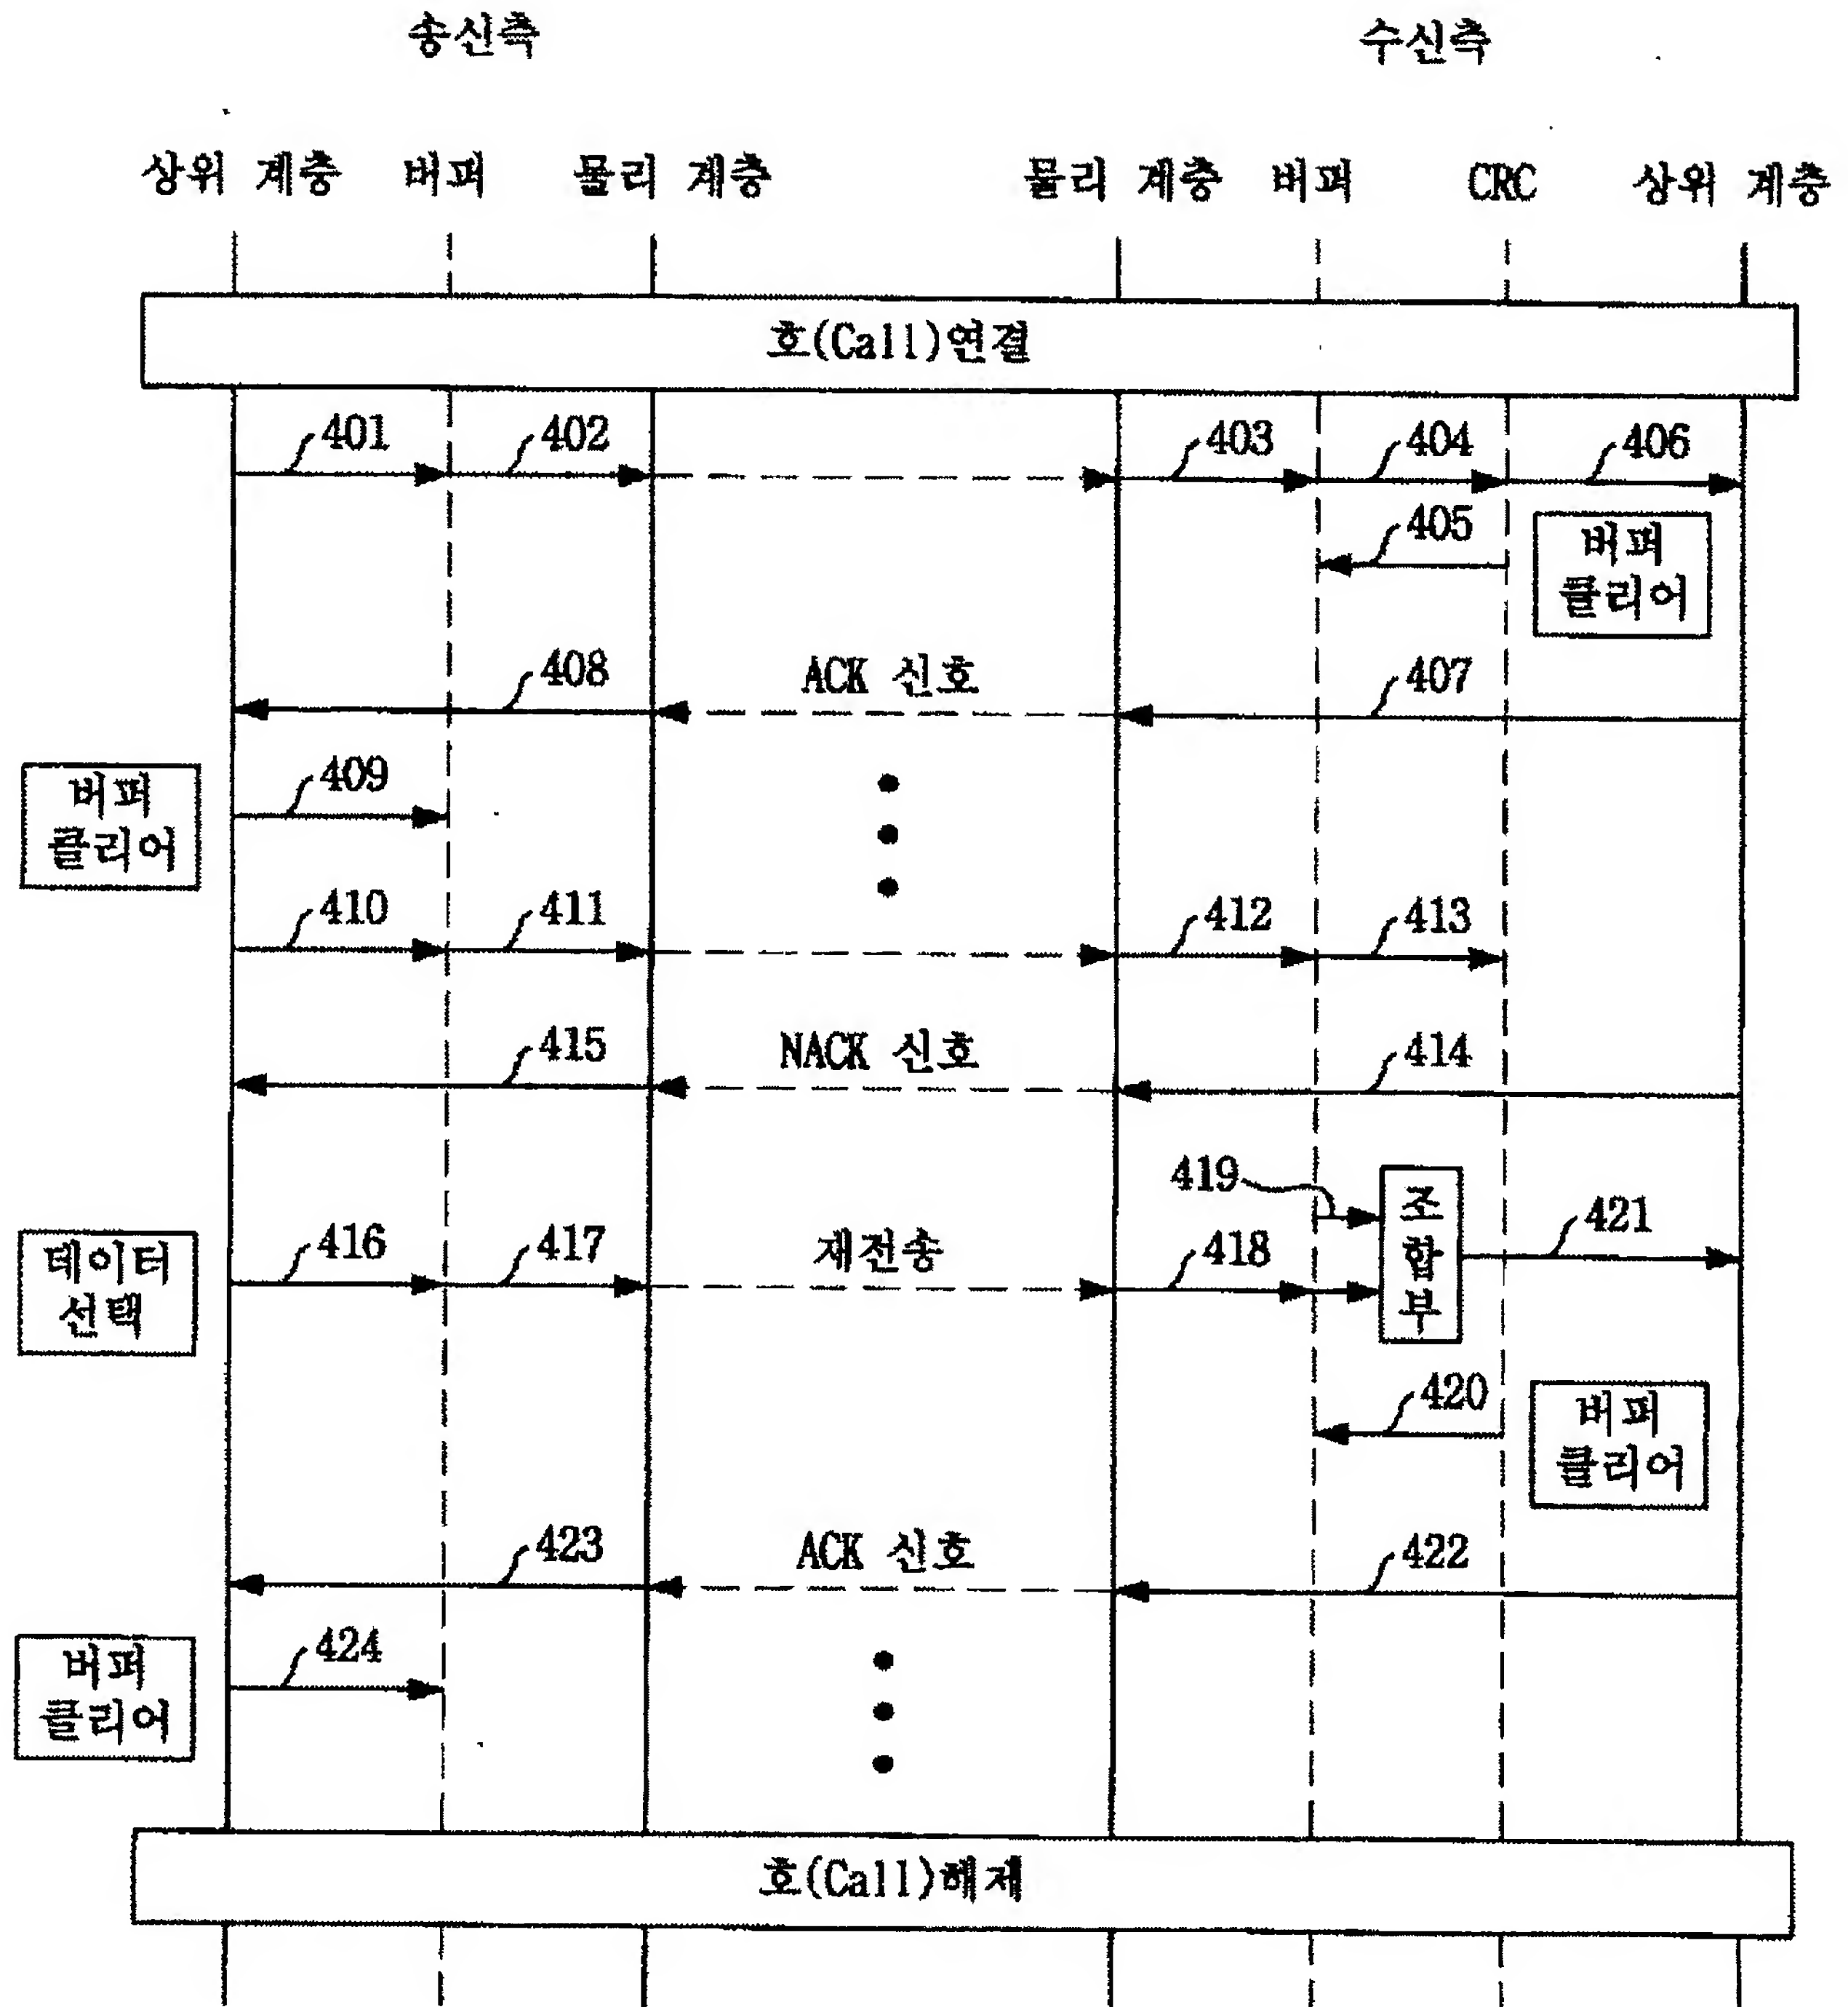 송신측 수신측
상위 계층 버퍼 물리 계층 물리 계층 버퍼 CRC 상위 계층
호(Call)연결
401 402 403 404 406
405
버퍼
클리어
408 ACK 신호 407
버퍼
클리어
409
410 411 412 413
415 NACK 신호 414
419
조
합
부
421
데이터
선택
416 417 재전송 418
420
버퍼
클리어
423 ACK 신호 422
버퍼
클리어
424
호(Call)해제